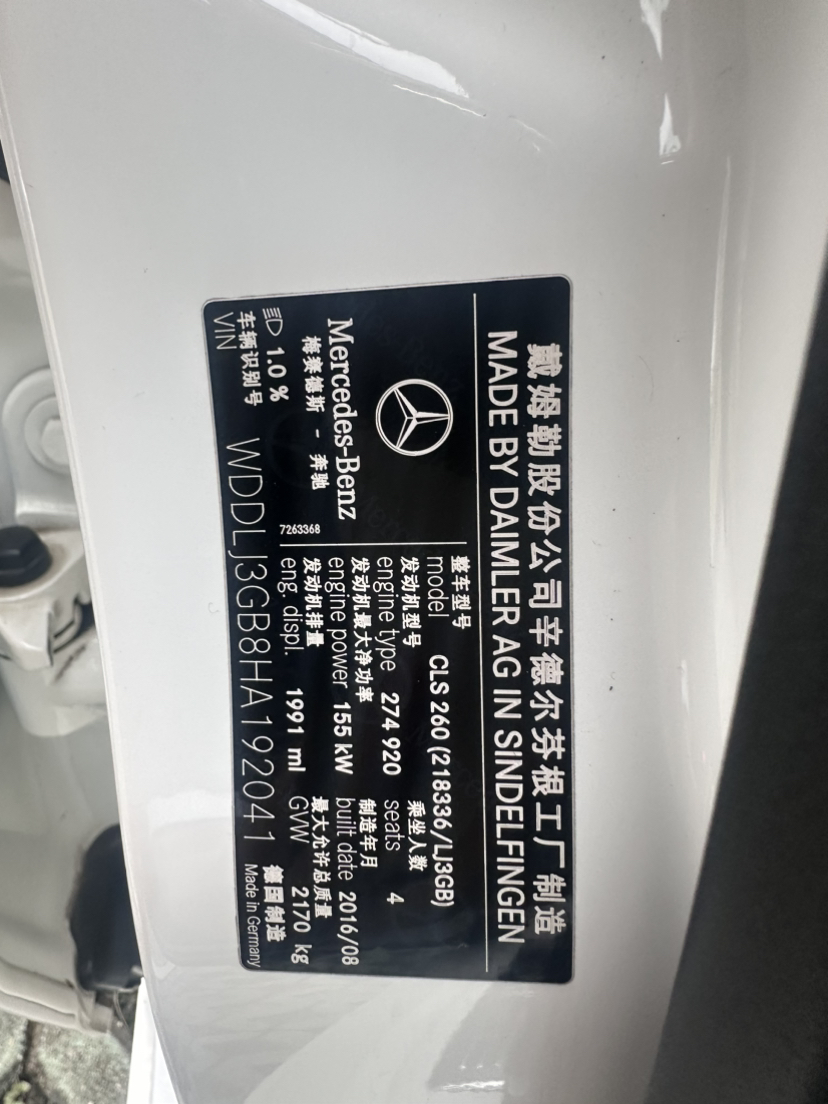 戴姆勒股份公司辛德尔芬根工厂制造
MADE BY DAIMLER AG IN SINDELFINGEN
Mercedes-Benz
梅赛德斯 - 奔驰
7263368
整车型号
model CLS 260 (218336/LJ3GB)
发动机型号 乘坐人数
engine type 274 920 seats 4
发动机最大净功率 制造年月
engine power 155 kW built date 2016/08
发动机排量 最大允许总质量
eng. displ. 1991 ml GVW 2170 kg
1.0 %
车辆识别号
VIN WDDLJ3GB8HA192041
德国制造
Made in Germany